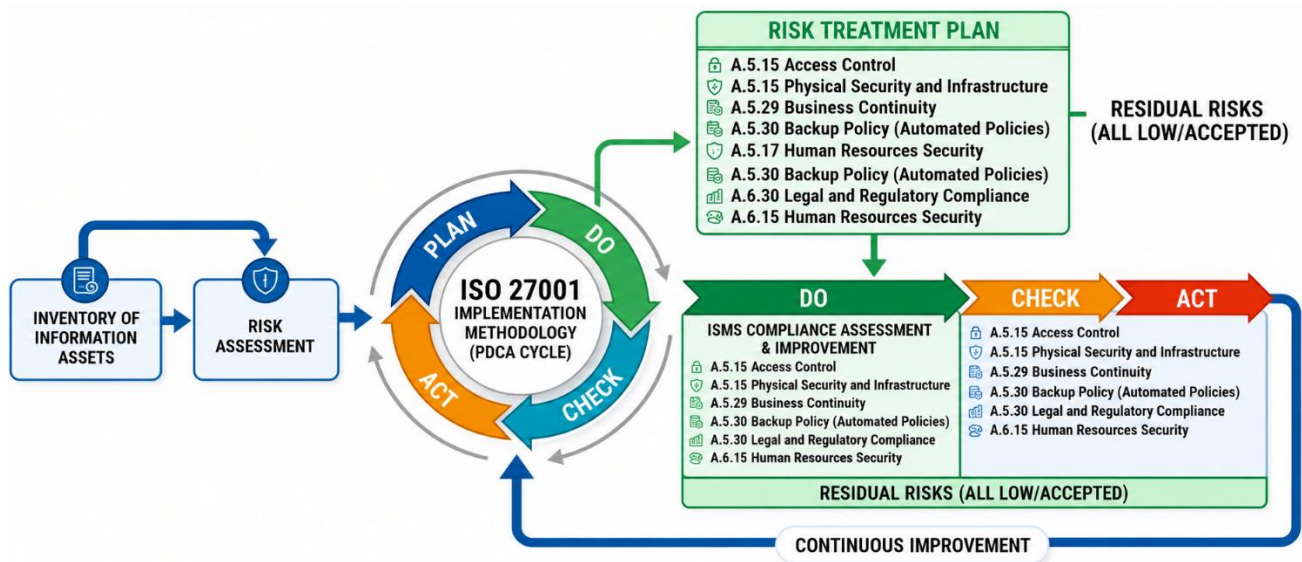 INVENTORY OF
INFORMATION
ASSETS
RISK
ASSESSMENT
PLAN
DO
CHECK
ACT
ISO 27001
IMPLEMENTATION
METHODOLOGY
(PDCA CYCLE)
RISK TREATMENT PLAN
A.5.15 Access Control
A.5.15 Physical Security and Infrastructure
A.5.29 Business Continuity
A.5.30 Backup Policy (Automated Policies)
A.5.17 Human Resources Security
A.5.30 Backup Policy (Automated Policies)
A.6.30 Legal and Regulatory Compliance
A.6.15 Human Resources Security
RESIDUAL RISKS
(ALL LOW/ACCEPTED)
DO
CHECK
ACT
ISMS COMPLIANCE ASSESSMENT
& IMPROVEMENT
A.5.15 Access Control
A.5.15 Physical Security and Infrastructure
A.5.29 Business Continuity
A.5.30 Backup Policy (Automated Policies)
A.5.30 Legal and Regulatory Compliance
A.6.15 Human Resources Security
A.5.15 Access Control
A.5.15 Physical Security and Infrastructure
A.5.29 Business Continuity
A.5.30 Backup Policy (Automated Policies)
A.5.30 Legal and Regulatory Compliance
A.6.15 Human Resources Security
RESIDUAL RISKS (ALL LOW/ACCEPTED)
CONTINUOUS IMPROVEMENT